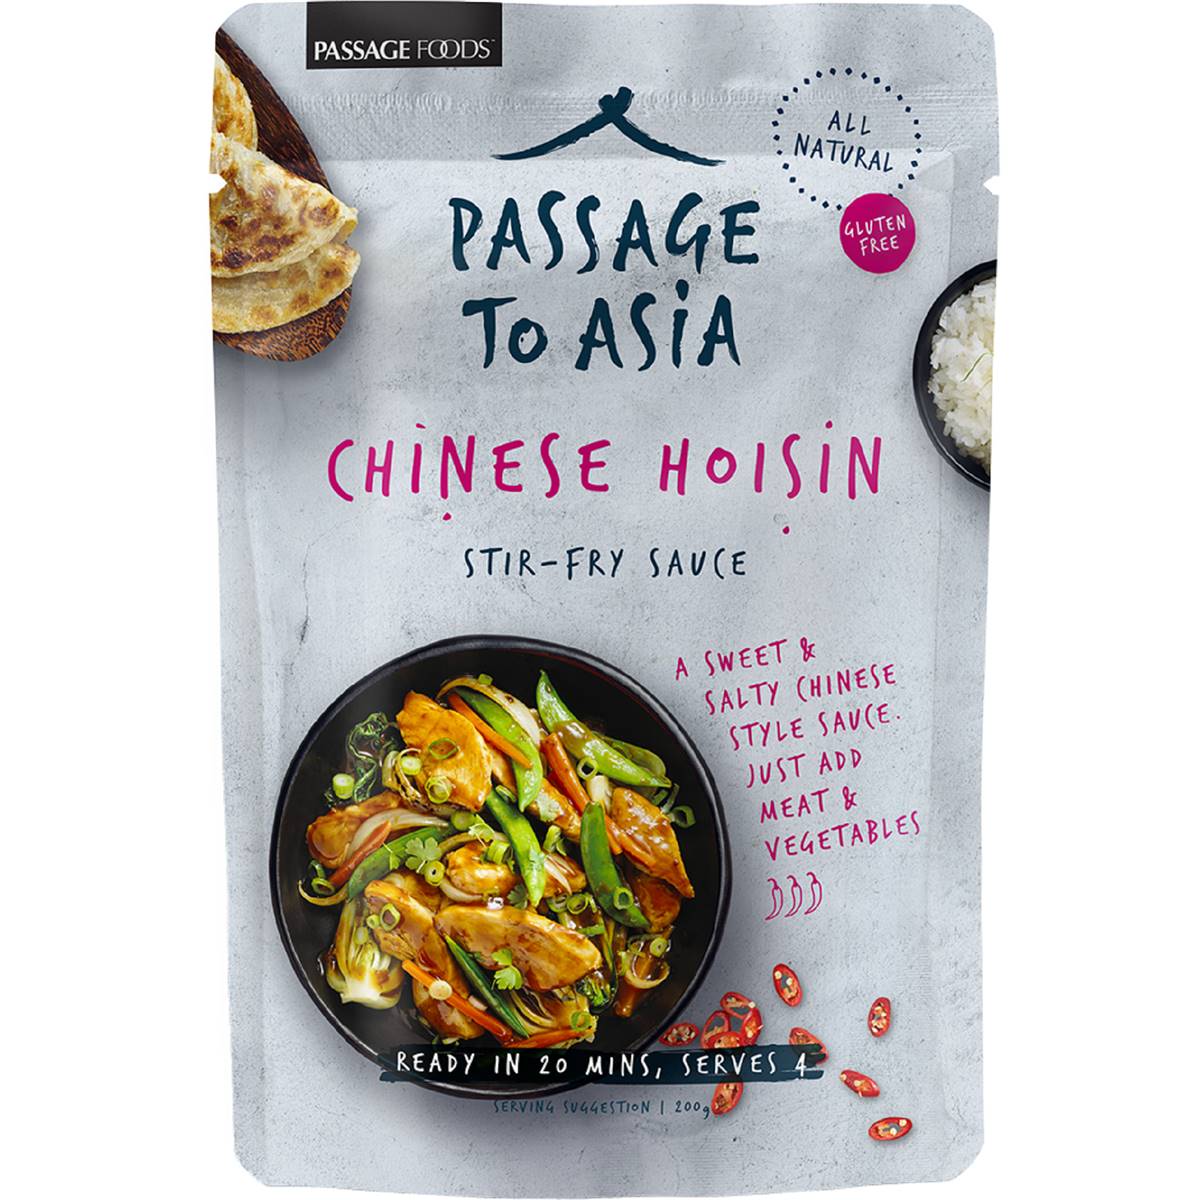 PASSAGE FOODS™
ALL
NATURAL
GLUTEN
FREE
PASSAGE
TO ASIA
CHINESE HOISIN
STIR-FRY SAUCE
A SWEET &
SALTY CHINESE
STYLE SAUCE.
JUST ADD
MEAT &
VEGETABLES
READY IN 20 MINS, SERVES 4
SERVING SUGGESTION | 200g